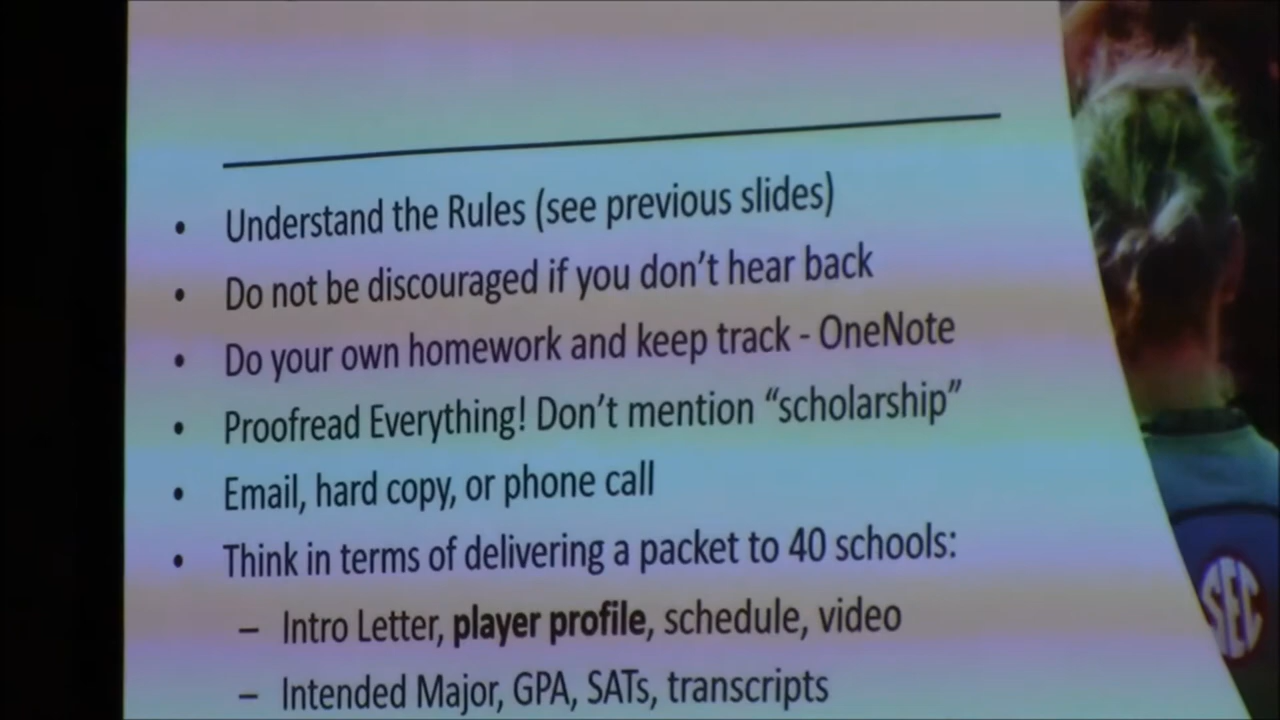 • Understand the Rules (see previous slides)
• Do not be discouraged if you don’t hear back
• Do your own homework and keep track - OneNote
• Proofread Everything! Don’t mention “scholarship”
• Email, hard copy, or phone call
• Think in terms of delivering a packet to 40 schools:
– Intro Letter, player profile, schedule, video
– Intended Major, GPA, SATs, transcripts
SEC